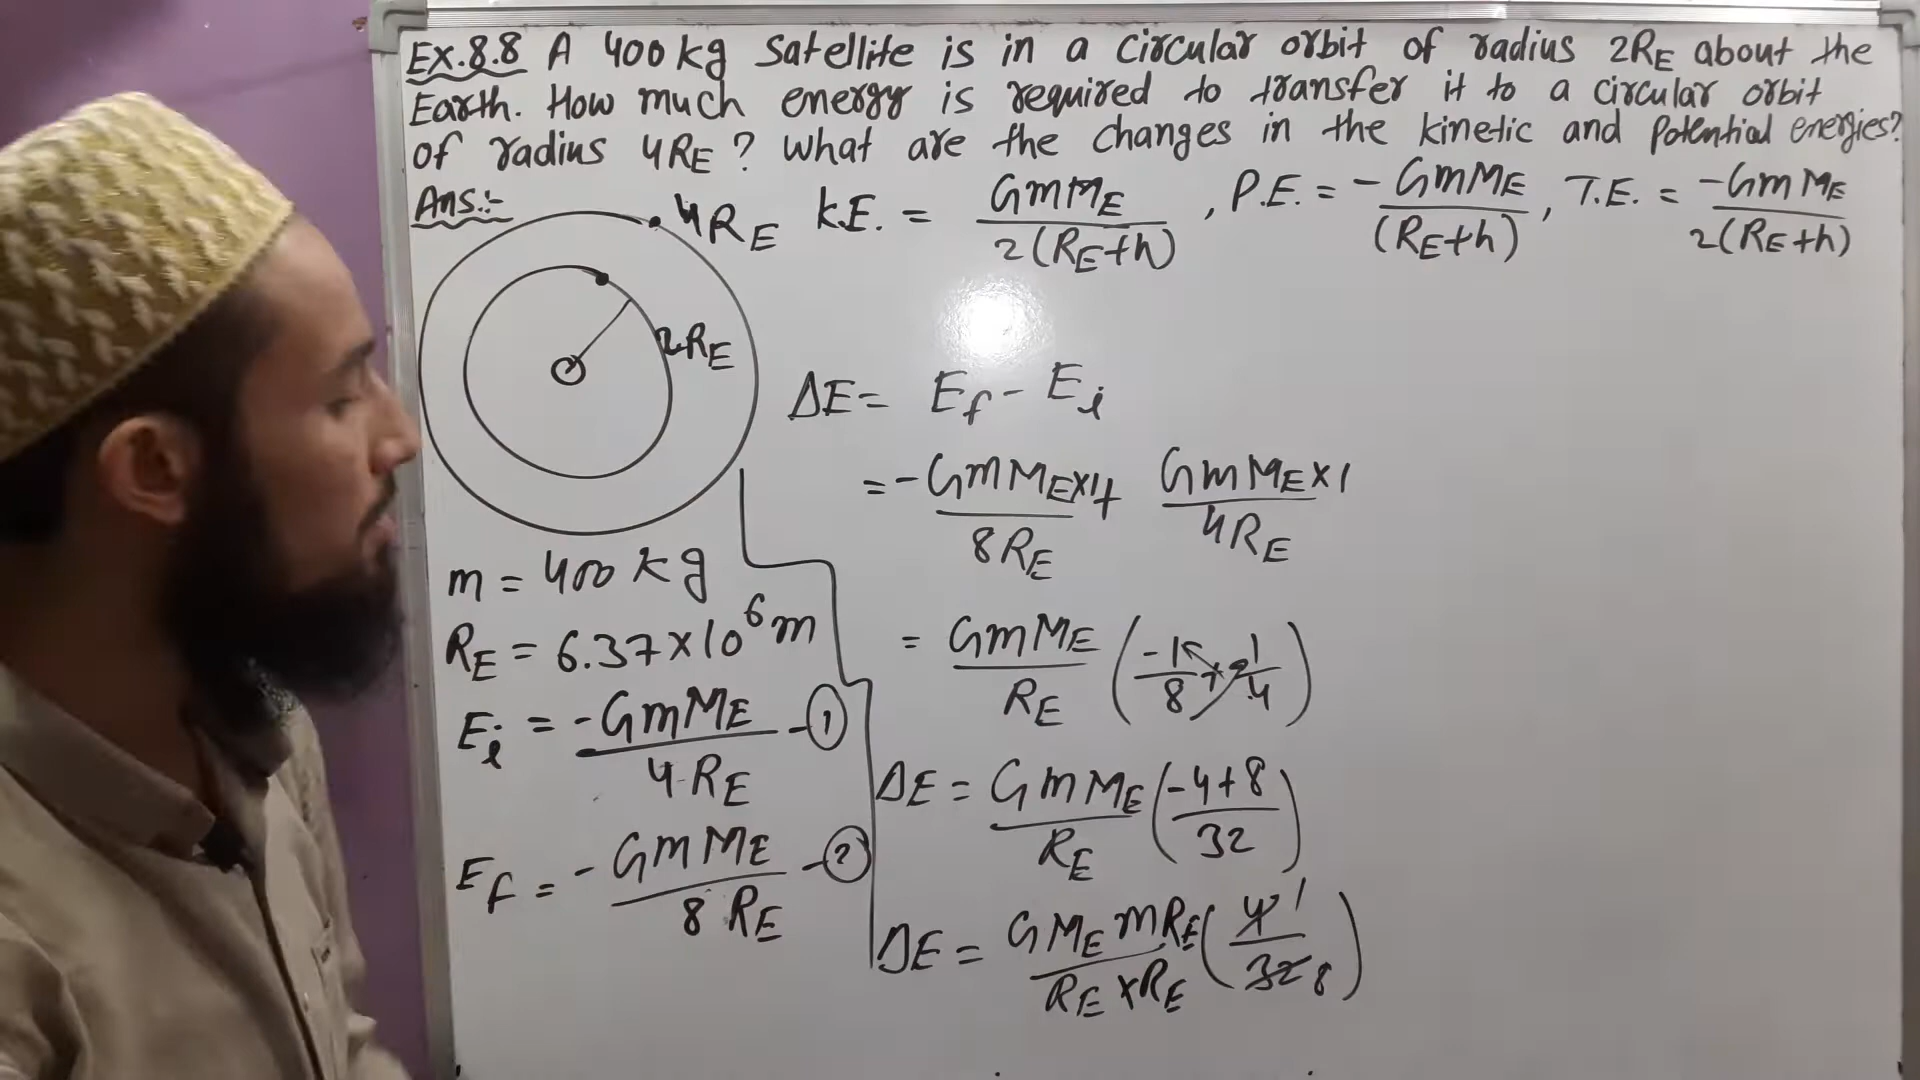 Ex.8.8 A 400 kg Satellite is in a circular orbit of radius 2RE about the
Earth. How much energy is required to transfer it to a circular orbit
of radius 4RE? What are the changes in the kinetic and Potential energies?
Ans:-
4RE
K.E. = GmME / 2(RE+h) , P.E. = - GmME / (RE+h) , T.E. = -GmME / 2(RE+h)
2RE
m = 400 kg
RE = 6.37×10^6 m
Ei = -GmME / 4RE - ①
Ef = - GmME / 8RE - ②
ΔE = Ef - Ei
= - GmME×1 / 8RE + GmME×1 / 4RE
= GmME / RE ( -1/8 + 1/4 )
ΔE = GmME / RE ( -4+8 / 32 )
ΔE = GMEmRE / RE×RE ( 4 1 / 32 8 )